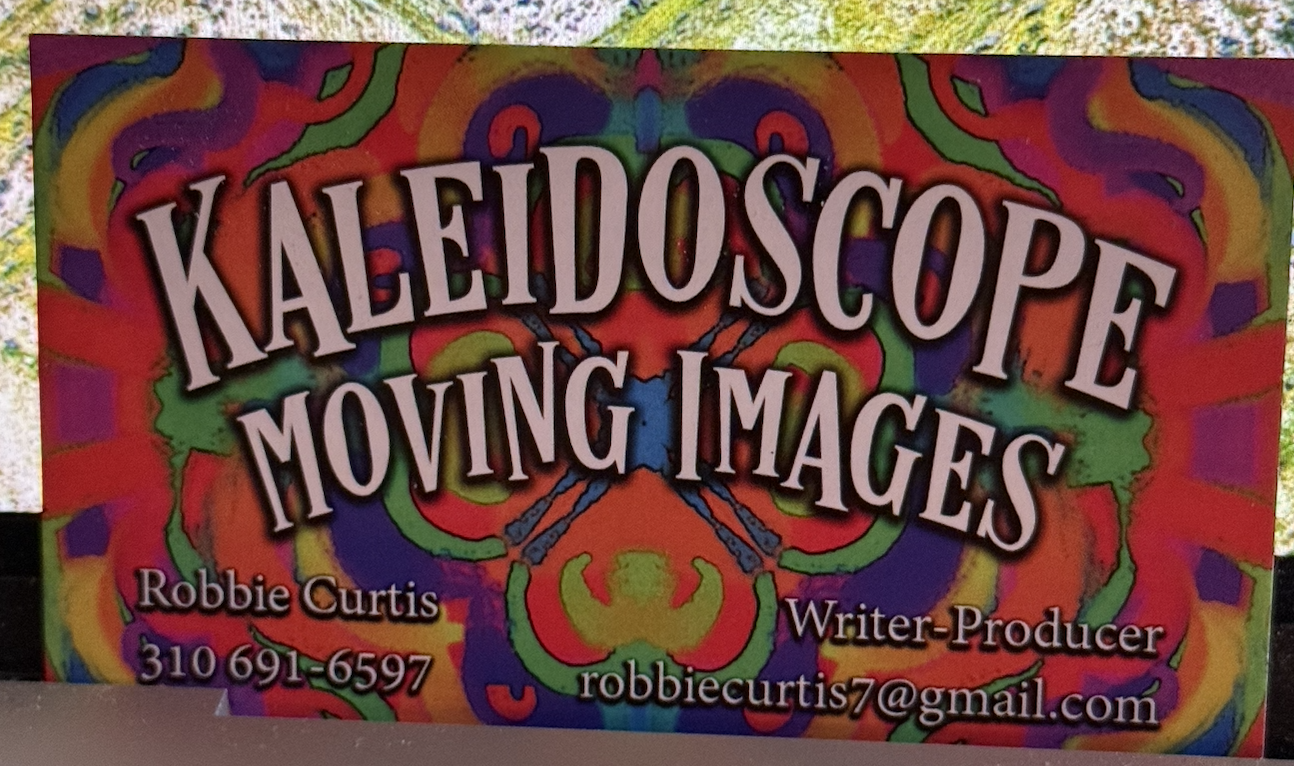 KALEIDOSCOPE
MOVING IMAGES
Robbie Curtis
Writer-Producer
310 691-6597
robbiecurtis7@gmail.com